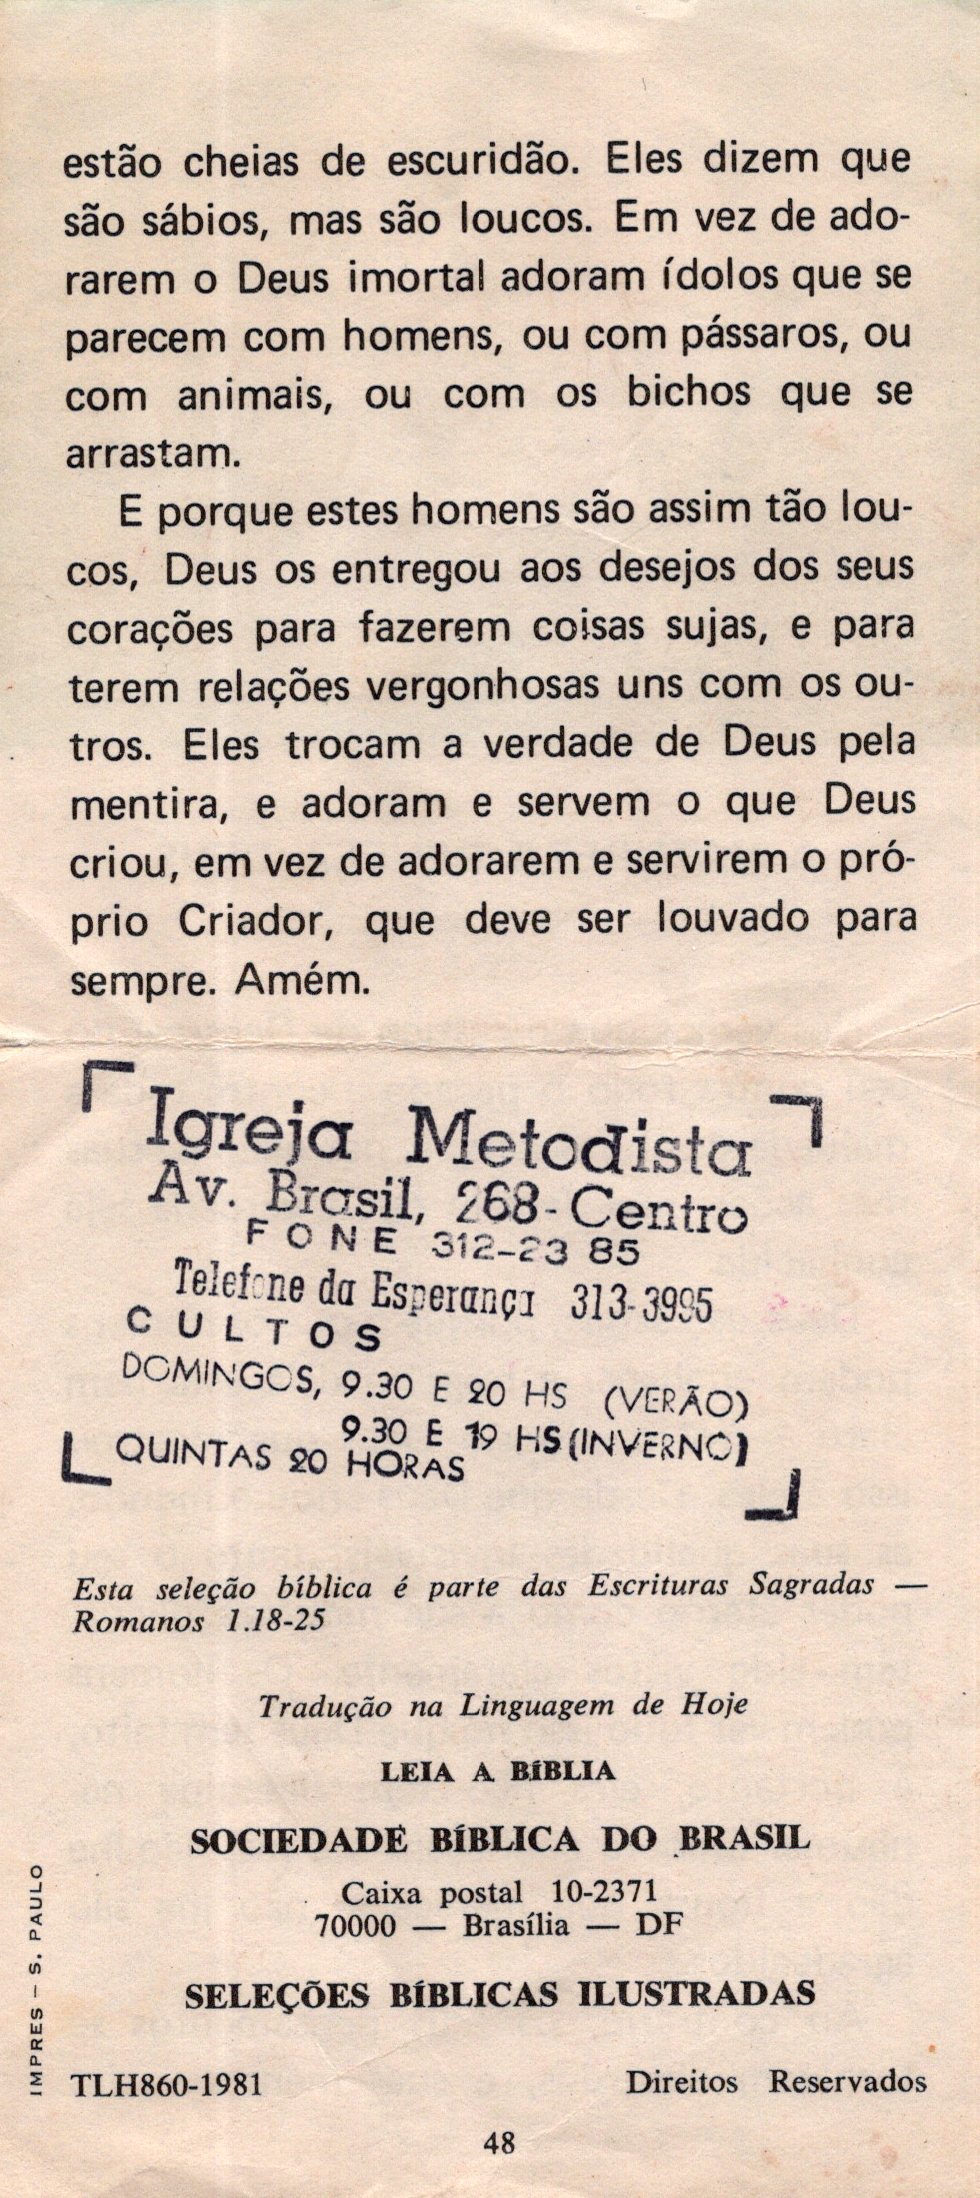 estão cheias de escuridão. Eles dizem que
são sábios, mas são loucos. Em vez de ado-
rarem o Deus imortal adoram ídolos que se
parecem com homens, ou com pássaros, ou
com animais, ou com os bichos que se
arrastam.
E porque estes homens são assim tão lou-
cos, Deus os entregou aos desejos dos seus
corações para fazerem coisas sujas, e para
terem relações vergonhosas uns com os ou-
tros. Eles trocam a verdade de Deus pela
mentira, e adoram e servem o que Deus
criou, em vez de adorarem e servirem o pró-
prio Criador, que deve ser louvado para
sempre. Amém.
Igreja Metodista
Av. Brasil, 268-Centro
FONE 312-23 85
Telefone da Esperança 313-3995
CULTOS
DOMINGOS, 9.30 E 20 HS (VERÃO)
9.30 E 19 HS (INVERNO)
QUINTAS 20 HORAS
Esta seleção bíblica é parte das Escrituras Sagradas —
Romanos 1.18-25
Tradução na Linguagem de Hoje
LEIA A BÍBLIA
SOCIEDADE BÍBLICA DO BRASIL
Caixa postal 10-2371
70000 — Brasília — DF
SELEÇÕES BÍBLICAS ILUSTRADAS
IMPRES – S. PAULO
TLH860-1981 Direitos Reservados
48